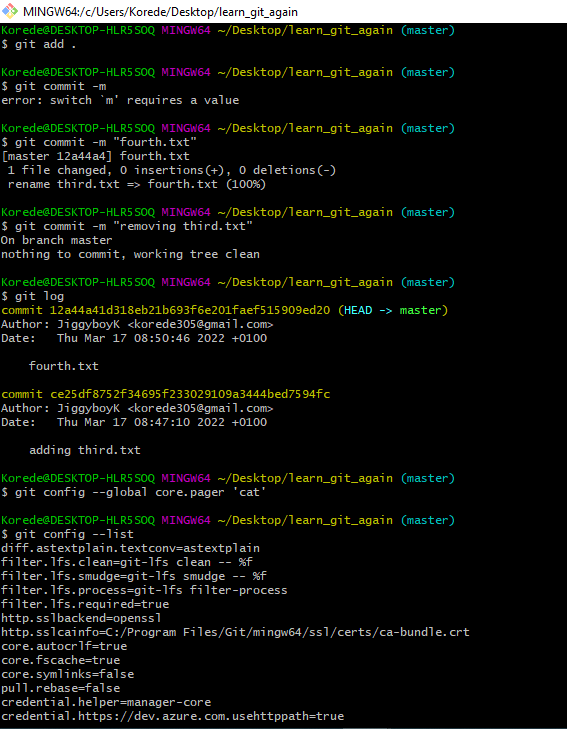 MINGW64:/c/Users/Korede/Desktop/learn_git_again
Korede@DESKTOP-HLR5SOQ MINGW64 ~/Desktop/learn_git_again (master)
$ git add .
Korede@DESKTOP-HLR5SOQ MINGW64 ~/Desktop/learn_git_again (master)
$ git commit -m
error: switch `m' requires a value
Korede@DESKTOP-HLR5SOQ MINGW64 ~/Desktop/learn_git_again (master)
$ git commit -m "fourth.txt"
[master 12a44a4] fourth.txt
 1 file changed, 0 insertions(+), 0 deletions(-)
 rename third.txt => fourth.txt (100%)
Korede@DESKTOP-HLR5SOQ MINGW64 ~/Desktop/learn_git_again (master)
$ git commit -m "removing third.txt"
On branch master
nothing to commit, working tree clean
Korede@DESKTOP-HLR5SOQ MINGW64 ~/Desktop/learn_git_again (master)
$ git log
commit 12a44a41d318eb21b693f6e201faef515909ed20 (HEAD -> master)
Author: JiggyboyK <korede305@gmail.com>
Date:   Thu Mar 17 08:50:46 2022 +0100
    fourth.txt
commit ce25df8752f34695f233029109a3444bed7594fc
Author: JiggyboyK <korede305@gmail.com>
Date:   Thu Mar 17 08:47:10 2022 +0100
    adding third.txt
Korede@DESKTOP-HLR5SOQ MINGW64 ~/Desktop/learn_git_again (master)
$ git config --global core.pager 'cat'
Korede@DESKTOP-HLR5SOQ MINGW64 ~/Desktop/learn_git_again (master)
$ git config --list
diff.astextplain.textconv=astextplain
filter.lfs.clean=git-lfs clean -- %f
filter.lfs.smudge=git-lfs smudge -- %f
filter.lfs.process=git-lfs filter-process
filter.lfs.required=true
http.sslbackend=openssl
http.sslcainfo=C:/Program Files/Git/mingw64/ssl/certs/ca-bundle.crt
core.autocrlf=true
core.fscache=true
core.symlinks=false
pull.rebase=false
credential.helper=manager-core
credential.https://dev.azure.com.usehttppath=true